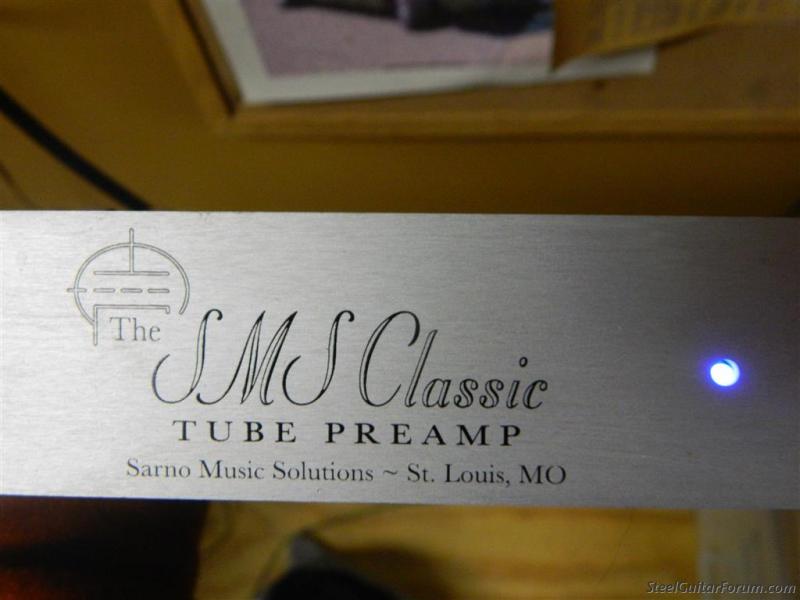 The SMS Classic
TUBE PREAMP
Sarno Music Solutions ~ St. Louis, MO
SteelGuitarForum.com